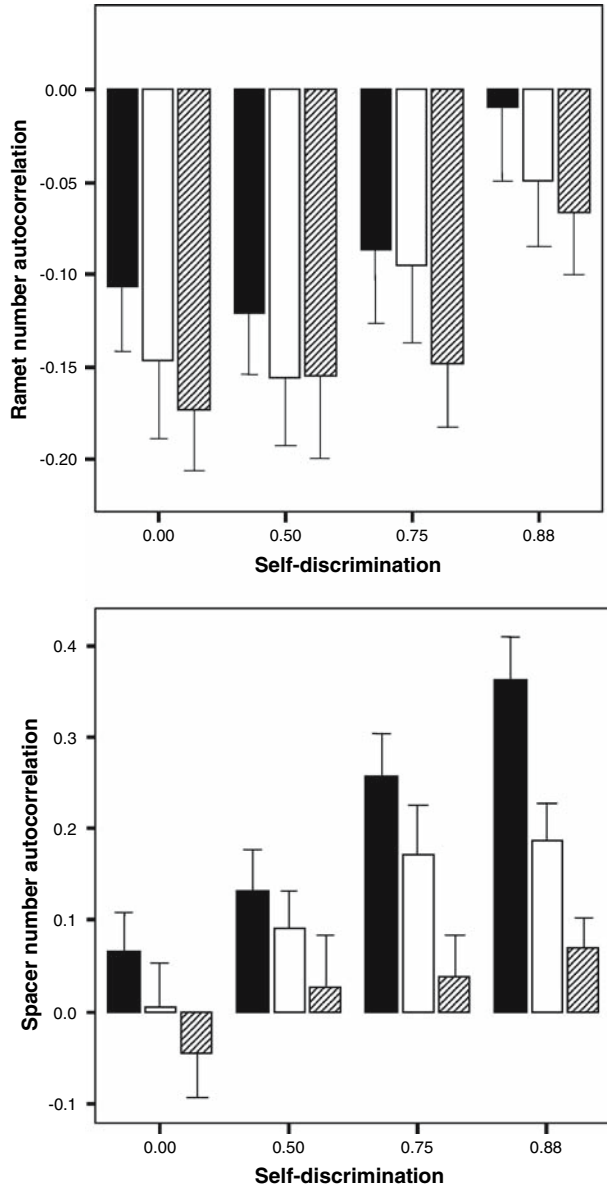 Ramet number autocorrelation
0.00
-0.05
-0.10
-0.15
-0.20
0.00 0.50 0.75 0.88
Self-discrimination
Spacer number autocorrelation
0.4
0.3
0.2
0.1
0.0
-0.1
0.00 0.50 0.75 0.88
Self-discrimination